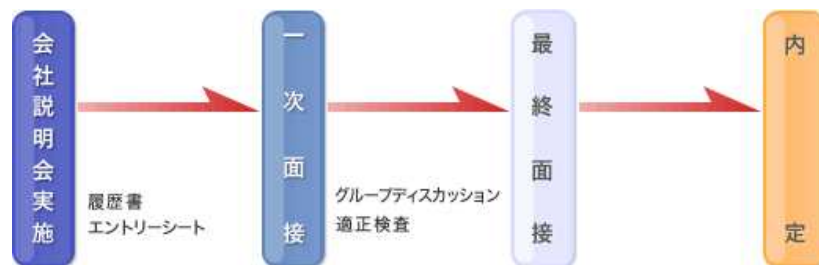 会社説明会実施
履歴書
エントリーシート
一次面接
グループディスカッション
適正検査
最終面接
内定